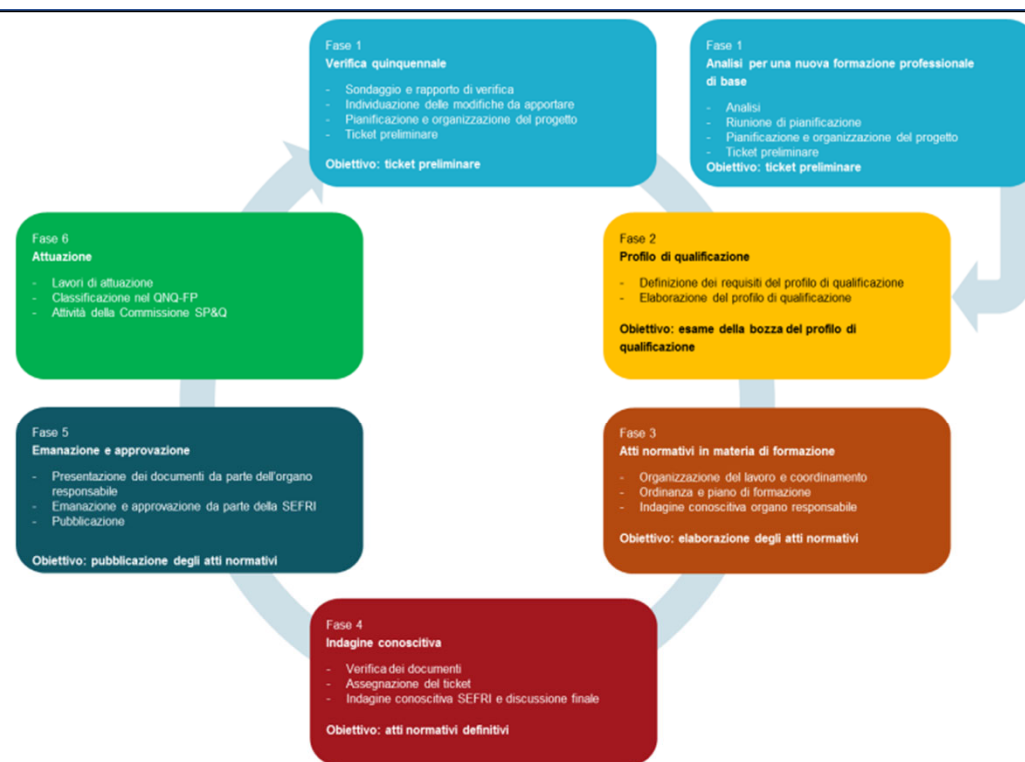 Fase 1
Verifica quinquennale
- Sondaggio e rapporto di verifica
- Individuazione delle modifiche da apportare
- Pianificazione e organizzazione del progetto
- Ticket preliminare
Obiettivo: ticket preliminare
Fase 1
Analisi per una nuova formazione professionale
di base
- Analisi
- Riunione di pianificazione
- Pianificazione e organizzazione del progetto
- Ticket preliminare
Obiettivo: ticket preliminare
Fase 6
Attuazione
- Lavori di attuazione
- Classificazione nel QNQ-FP
- Attività della Commissione SP&Q
Fase 2
Profilo di qualificazione
- Definizione dei requisiti del profilo di qualificazione
- Elaborazione del profilo di qualificazione
Obiettivo: esame della bozza del profilo di
qualificazione
Fase 5
Emanazione e approvazione
- Presentazione dei documenti da parte dell'organo
responsabile
- Emanazione e approvazione da parte della SEFRI
- Pubblicazione
Obiettivo: pubblicazione degli atti normativi
Fase 3
Atti normativi in materia di formazione
- Organizzazione del lavoro e coordinamento
- Ordinanza e piano di formazione
- Indagine conoscitiva organo responsabile
Obiettivo: elaborazione degli atti normativi
Fase 4
Indagine conoscitiva
- Verifica dei documenti
- Assegnazione del ticket
- Indagine conoscitiva SEFRI e discussione finale
Obiettivo: atti normativi definitivi